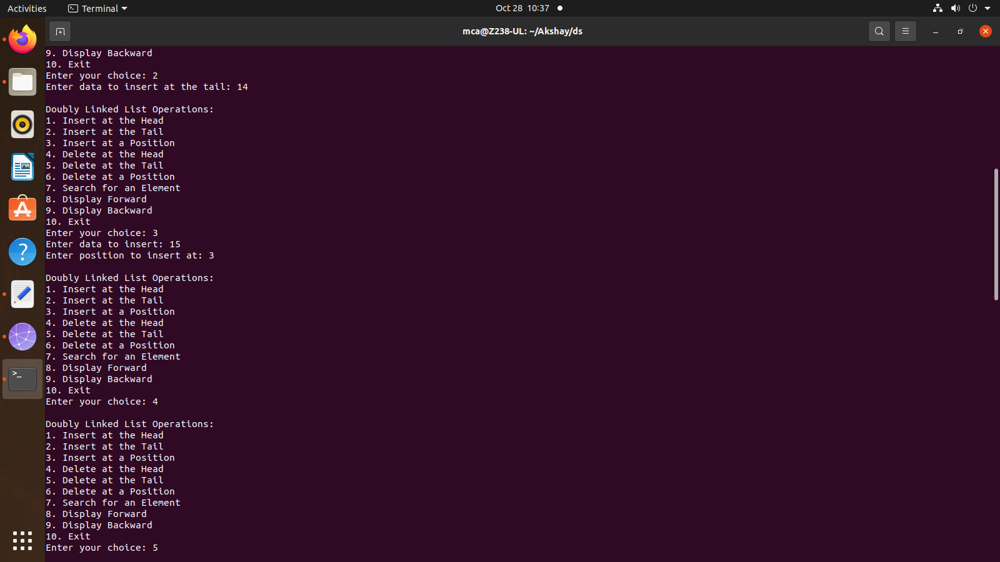 Activities
Terminal
Oct 28 10:37
mca@Z238-UL: ~/Akshay/ds
9. Display Backward
10. Exit
Enter your choice: 2
Enter data to insert at the tail: 14

Doubly Linked List Operations:
1. Insert at the Head
2. Insert at the Tail
3. Insert at a Position
4. Delete at the Head
5. Delete at the Tail
6. Delete at a Position
7. Search for an Element
8. Display Forward
9. Display Backward
10. Exit
Enter your choice: 3
Enter data to insert: 15
Enter position to insert at: 3

Doubly Linked List Operations:
1. Insert at the Head
2. Insert at the Tail
3. Insert at a Position
4. Delete at the Head
5. Delete at the Tail
6. Delete at a Position
7. Search for an Element
8. Display Forward
9. Display Backward
10. Exit
Enter your choice: 4

Doubly Linked List Operations:
1. Insert at the Head
2. Insert at the Tail
3. Insert at a Position
4. Delete at the Head
5. Delete at the Tail
6. Delete at a Position
7. Search for an Element
8. Display Forward
9. Display Backward
10. Exit
Enter your choice: 5